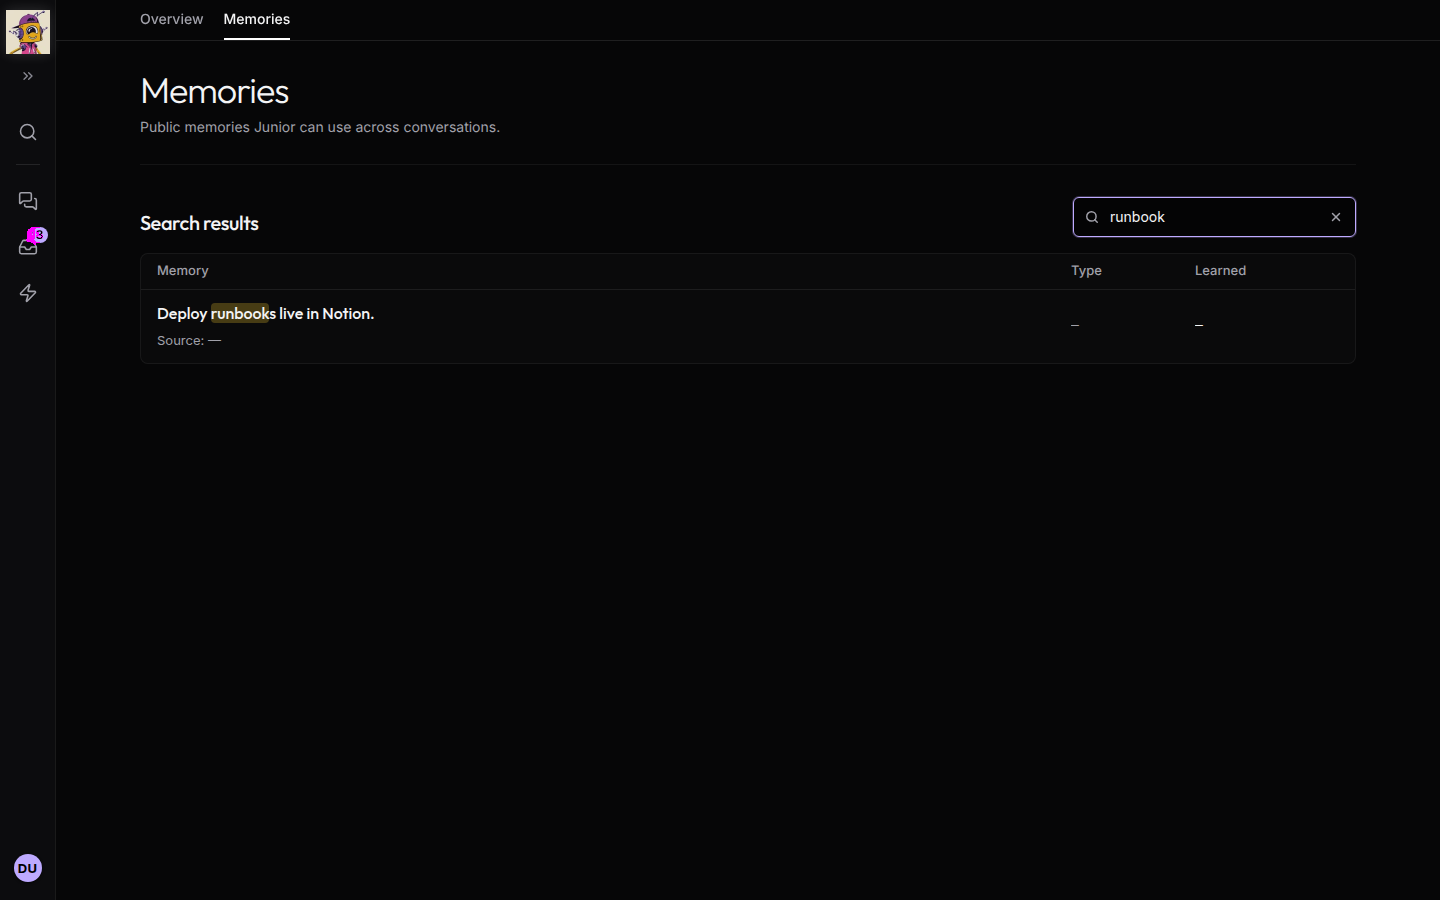 Overview Memories
Memories
Public memories Junior can use across conversations.
Search results
runbook
Memory Type Learned
Deploy runbooks live in Notion.
Source: —
– –
3
DU